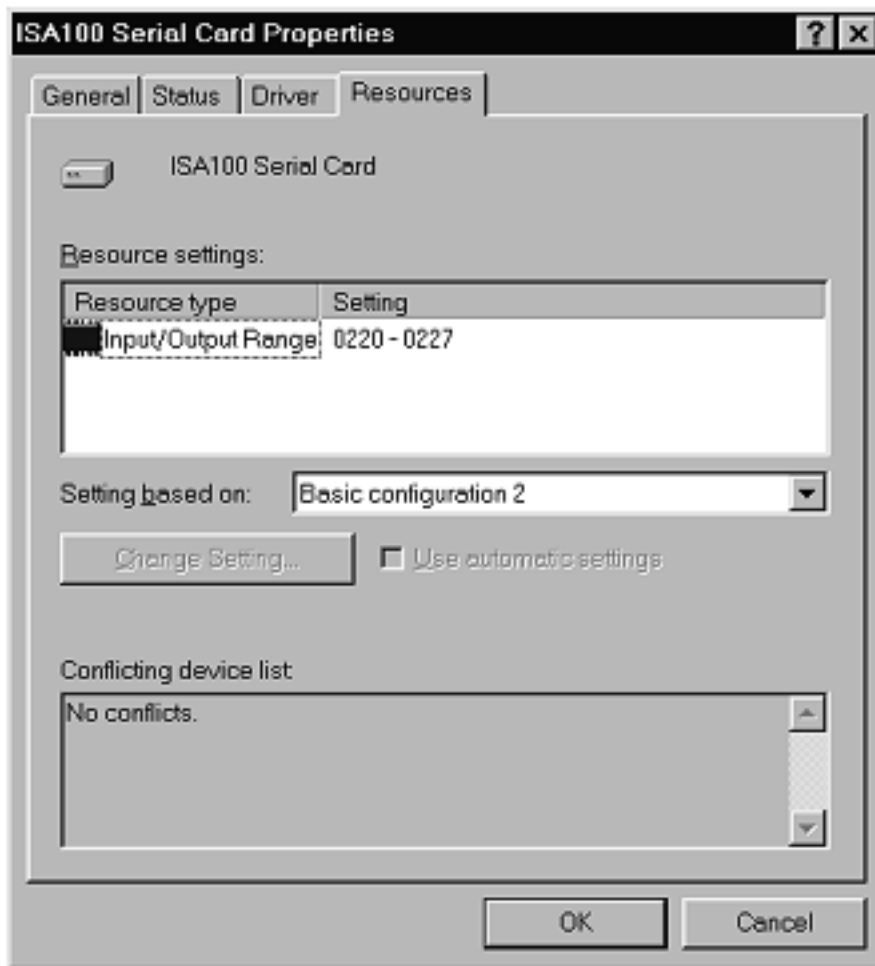 ISA100 Serial Card Properties
General Status Driver Resources
ISA100 Serial Card
Resource settings:
Resource type Setting
Input/Output Range 0220 - 0227
Setting based on: Basic configuration 2
Change Setting... Use automatic settings
Conflicting device list
No conflicts.
OK Cancel